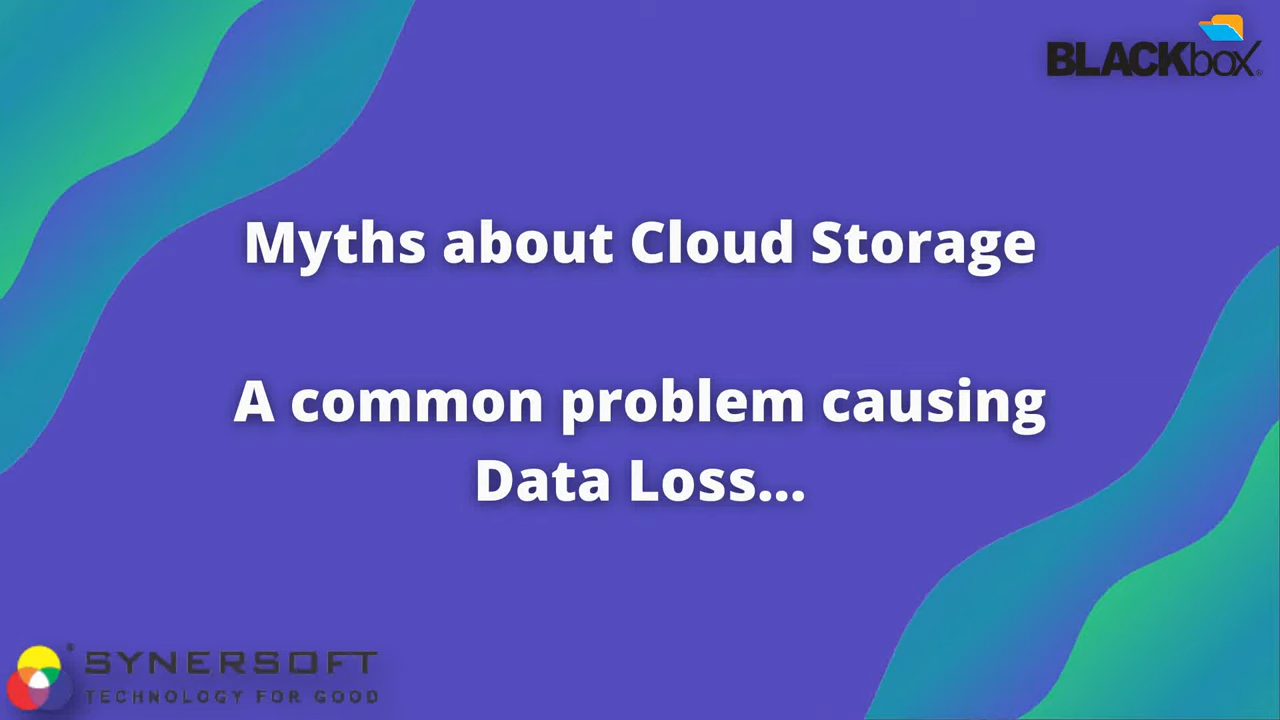 BLACKbox®
Myths about Cloud Storage
A common problem causing
Data Loss...
® SYNERSOFT
TECHNOLOGY FOR GOOD